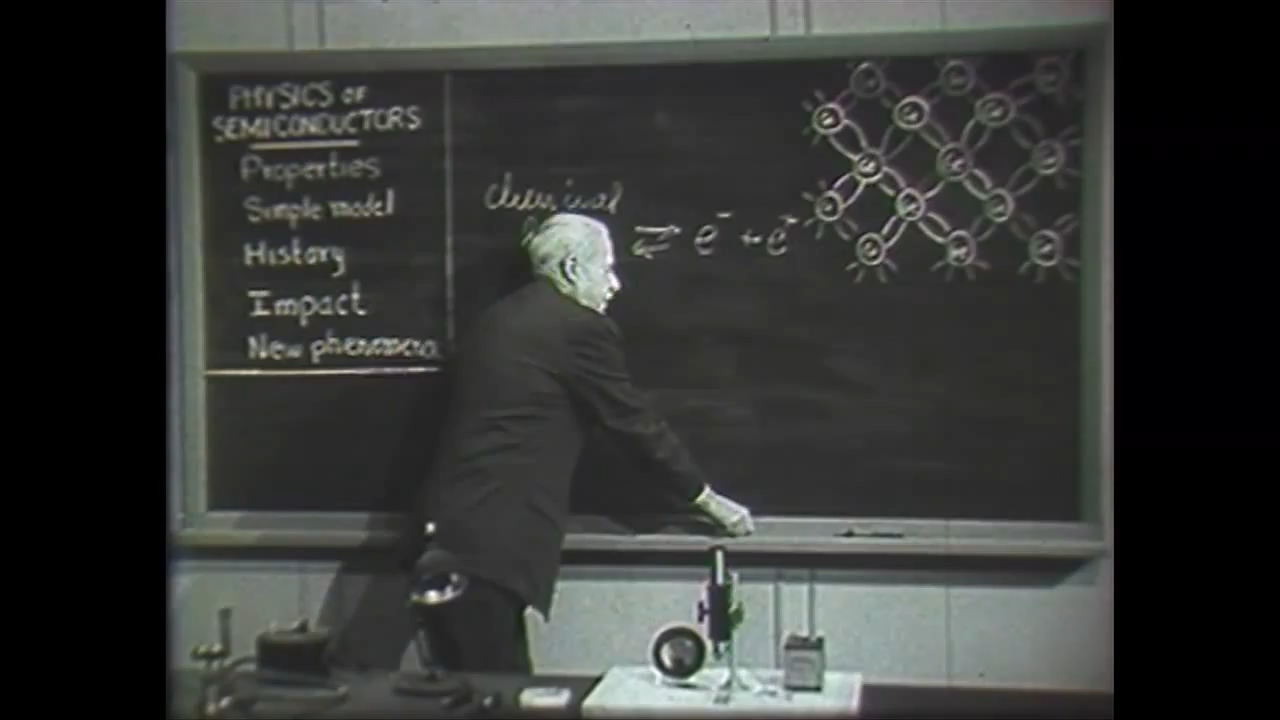 PHYSICS OF
SEMICONDUCTORS
Properties
Simple model
History
Impact
New phenomena
chemical
⇌ e⁻ + e⁺